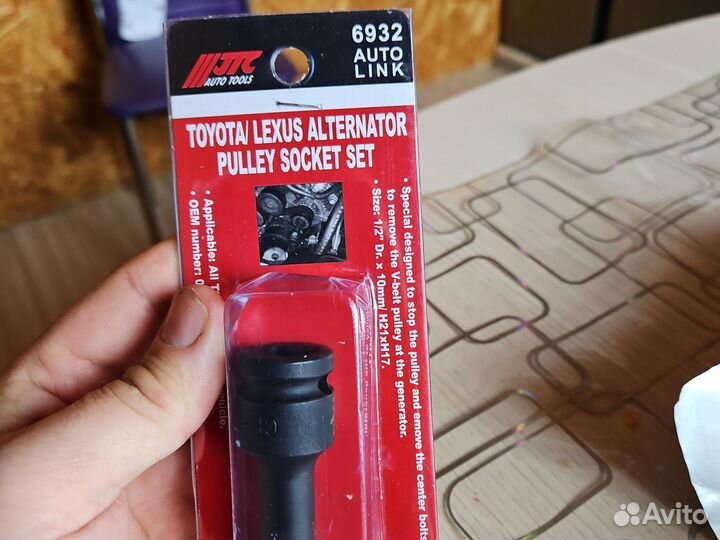 JTC
AUTO TOOLS
6932
AUTO
LINK
TOYOTA/ LEXUS ALTERNATOR
PULLEY SOCKET SET
• Special designed to stop the pulley and emove the center bolts
to remove the V-belt pulley at the generator.
• Size: 1/2" Dr. x 10mm/ H21xH17.
• Applicable: All T
• OEM number: 0
hicle.
CR-
Avito